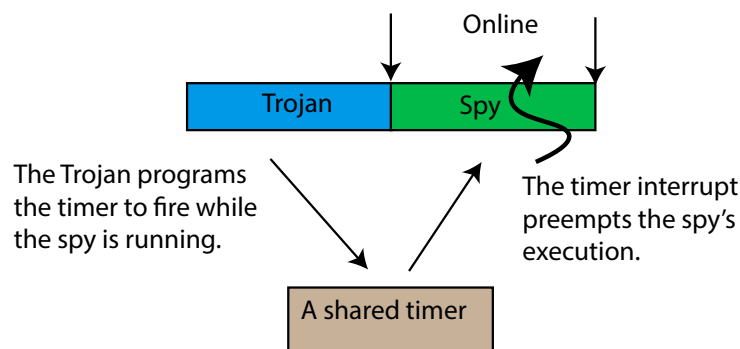 Online
Trojan
Spy
The Trojan programs
the timer to fire while
the spy is running.
The timer interrupt
preempts the spy’s
execution.
A shared timer